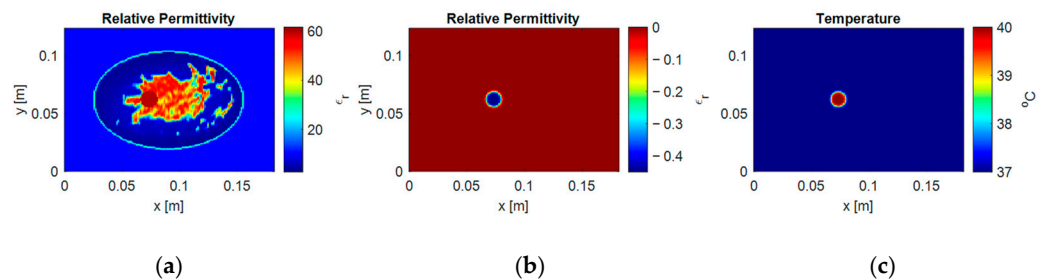 Relative Permittivity
0.1
0.05
0
y [m]
0
0.05
0.1
0.15
x [m]
60
40
20
ϵr
(a)
Relative Permittivity
0.1
0.05
0
y [m]
0
0.05
0.1
0.15
x [m]
0
− 0.1
− 0.2
− 0.3
− 0.4
ϵr
(b)
Temperature
0.1
0.05
0
y [m]
0
0.05
0.1
0.15
x [m]
40
39
38
37
ºC
(c)